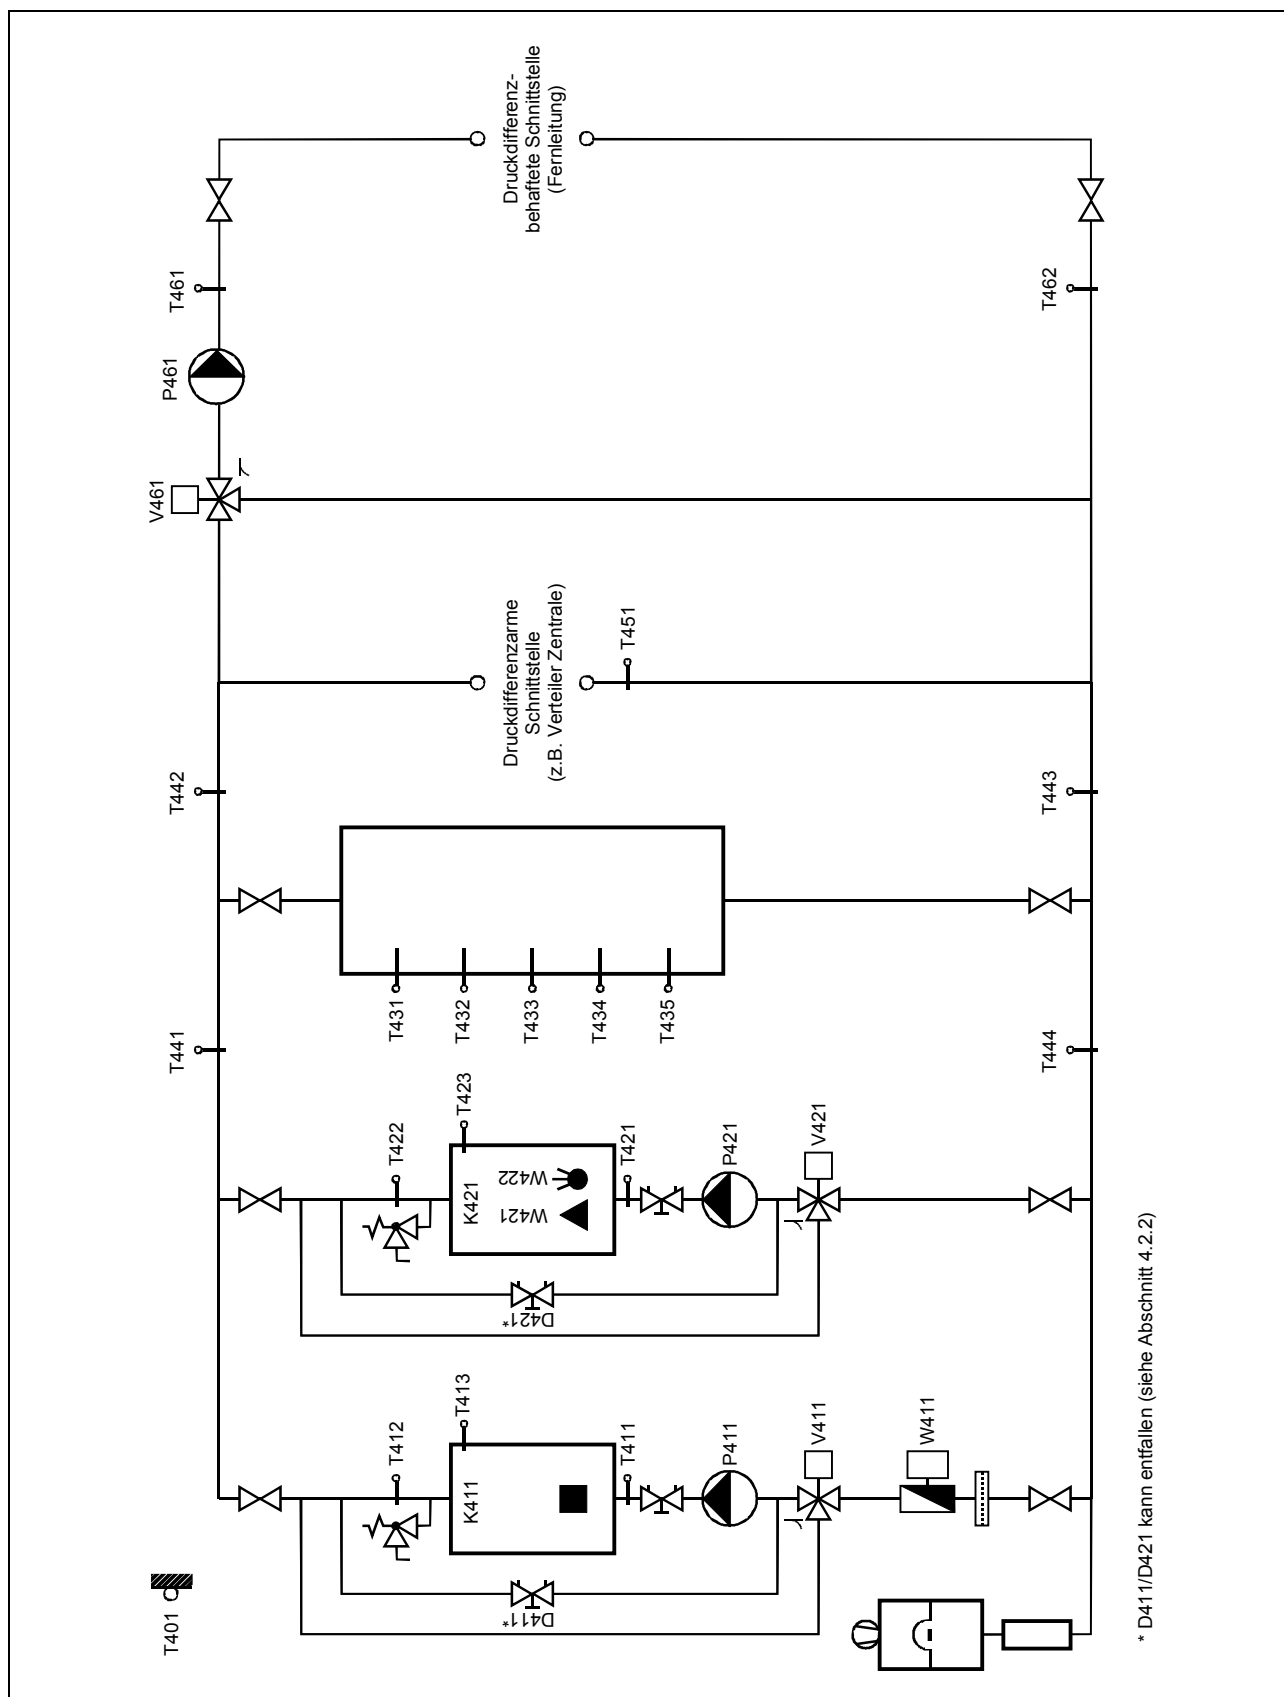 Druckdifferenz-
behaftete Schnittstelle
(Fernleitung)
T461
T462
P461
V461
Druckdifferenzarme
Schnittstelle
(z.B. Verteiler Zentrale)
T451
T442
T443
T431
T432
T433
T434
T435
T441
T444
T423
T422
K421
W422
W421
T421
P421
V421
D421*
T413
T412
K411
T411
P411
V411
W411
D411*
T401
* D411/D421 kann entfallen (siehe Abschnitt 4.2.2)